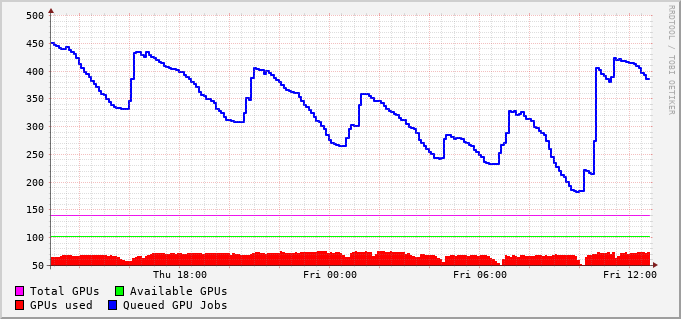 500
450
400
350
300
250
200
150
100
50
Thu 18:00 Fri 00:00 Fri 06:00 Fri 12:00
Total GPUs Available GPUs
GPUs used Queued GPU Jobs
RRDTOOL / TOBI OETIKER